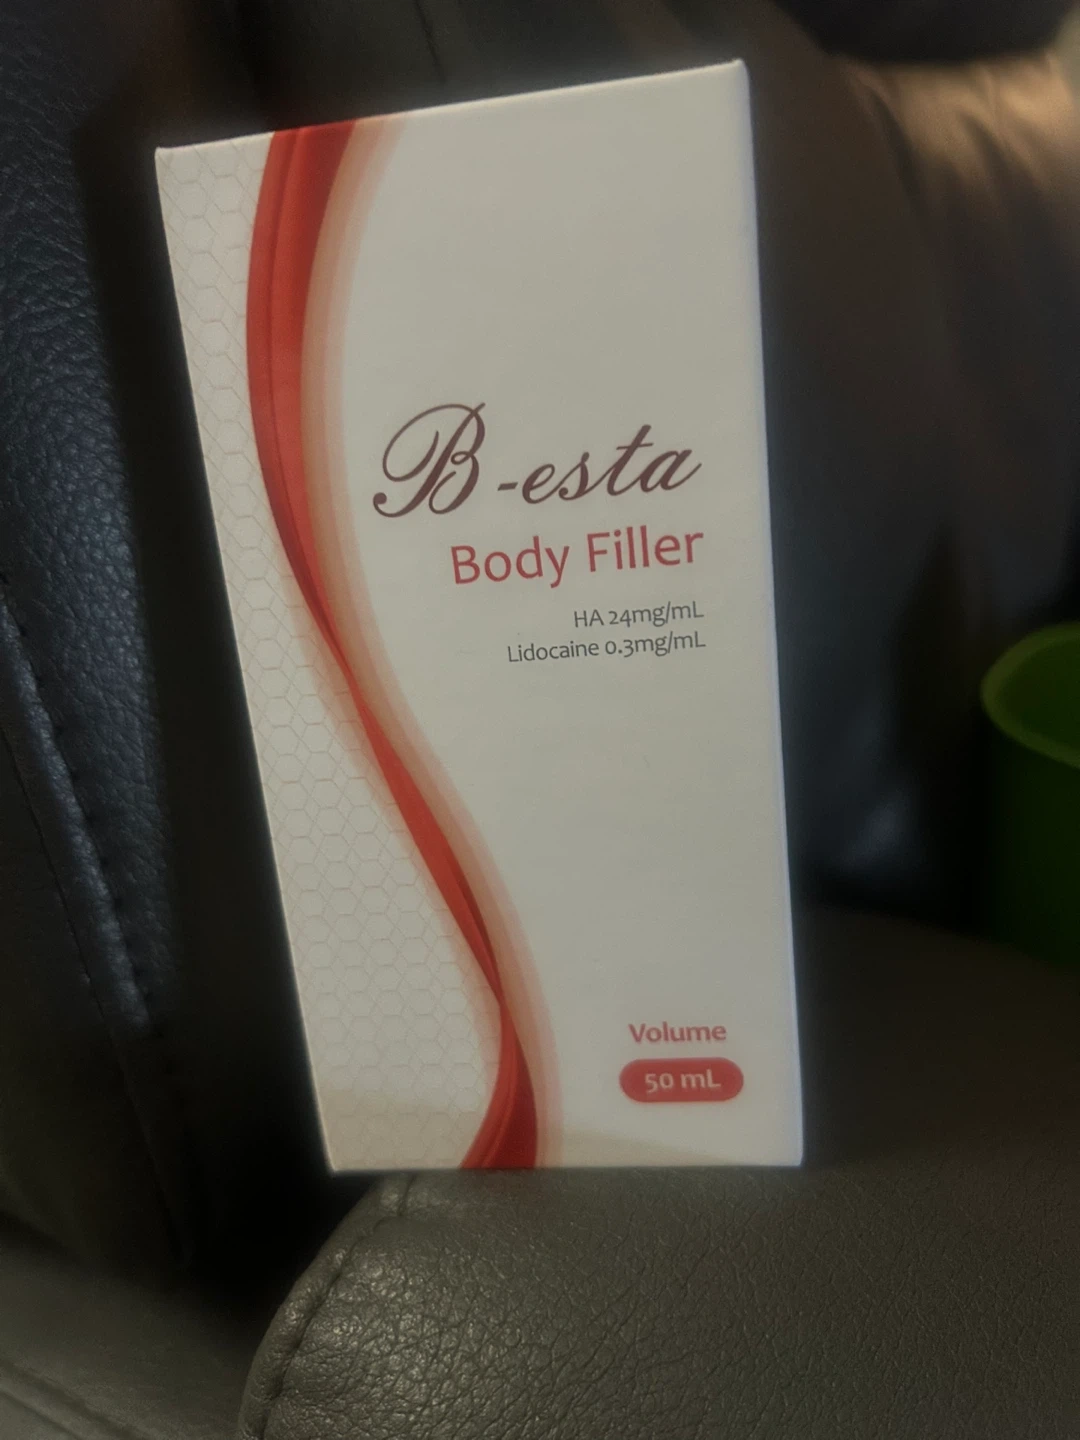 B-esta
Body Filler
HA 24mg/mL
Lidocaine 0.3mg/mL
Volume
50 mL